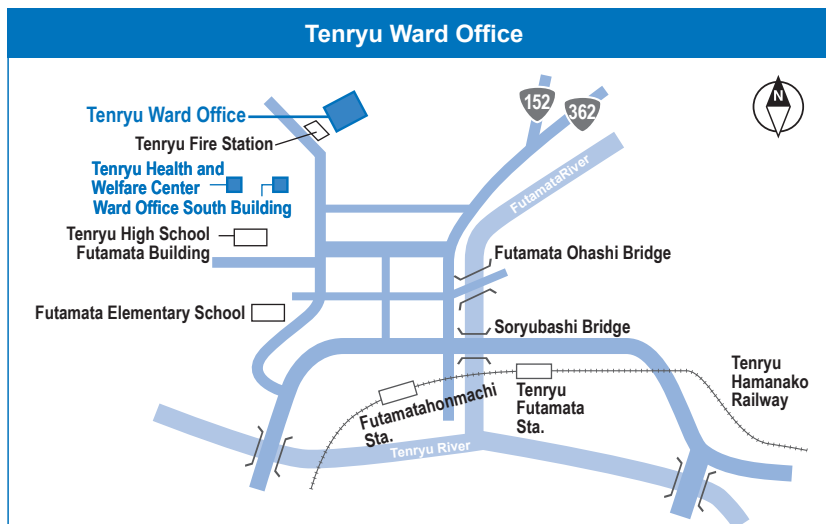 Tenryu Ward Office
Tenryu Ward Office
Tenryu Fire Station
Tenryu Health and
Welfare Center
Ward Office South Building
Tenryu High School
Futamata Building
Futamata Elementary School
152
362
N
FutamataRiver
Futamata Ohashi Bridge
Soryubashi Bridge
Tenryu
Hamanako
Railway
Futamatahonmachi
Sta.
Tenryu
Futamata
Sta.
Tenryu River